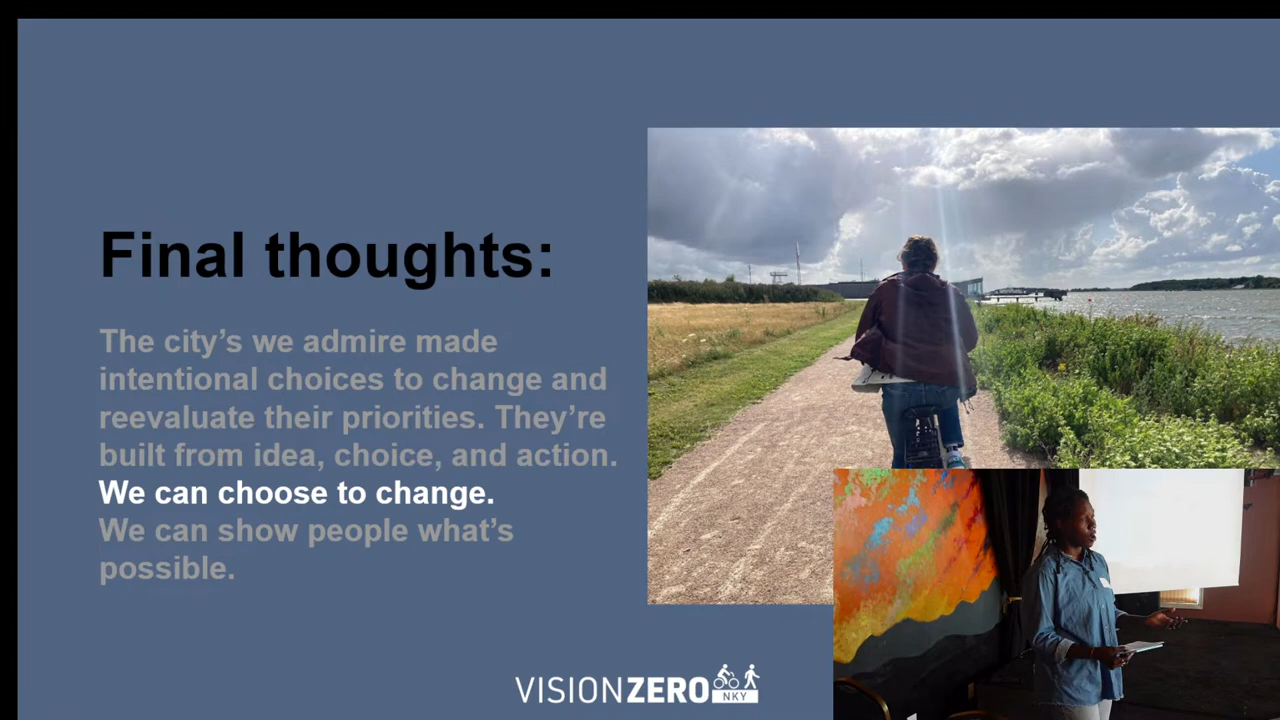 Final thoughts:
The city's we admire made
intentional choices to change and
reevaluate their priorities. They're
built from idea, choice, and action.
We can choose to change.
We can show people what's
possible.
VISIONZERO
NKY